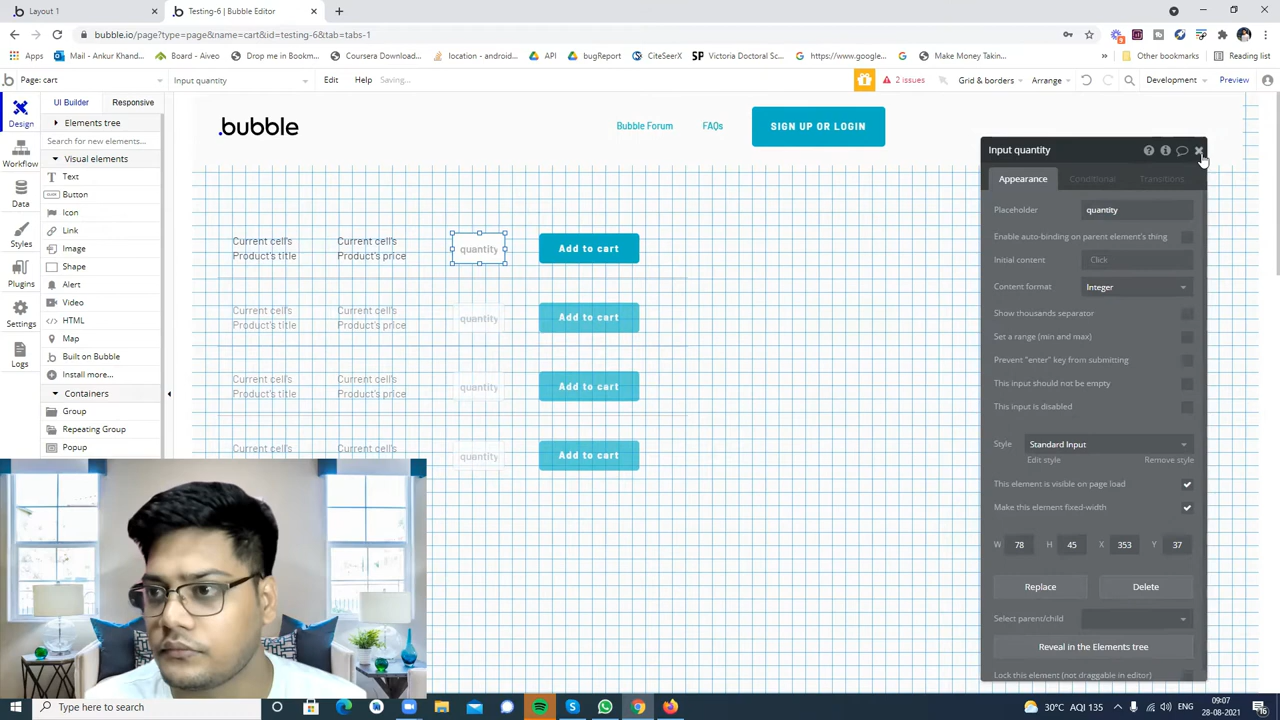 Layout 1
Testing-6 | Bubble Editor
bubble.io/page?type=page&name=cart&id=testing-6&tab=tabs-1
Apps
M Mail - Ankur Khand...
Board - Aiveo
Drop me in Bookm...
Coursera Downloa...
location - android...
API
bugReport
CiteSeerX
Victoria Doctoral Sc...
https://www.google...
Make Money Takin...
Other bookmarks
Reading list
Page: cart
Input quantity
Edit
Help
Saving...
2 issues
Grid & borders
Arrange
Development
Preview
Design
Workflow
Data
Styles
Plugins
Settings
Logs
UI Builder
Responsive
Elements tree
Search for new elements...
Visual elements
Text
Button
Icon
Link
Image
Shape
Alert
Video
HTML
Map
Built on Bubble
Install more...
Containers
Group
Repeating Group
Popup
.bubble
Bubble Forum
FAQs
SIGN UP OR LOGIN
Current cell's
Product's title
Current cell's
Product's price
quantity
Add to cart
Current cell's
Product's title
Current cell's
Product's price
quantity
Add to cart
Current cell's
Product's title
Current cell's
Product's price
quantity
Add to cart
Current cell's
Current cell's
quantity
Add to cart
Input quantity
Appearance
Conditional
Transitions
Placeholder
quantity
Enable auto-binding on parent element's thing
Initial content
Click
Content format
Integer
Show thousands separator
Set a range (min and max)
Prevent "enter" key from submitting
This input should not be empty
This input is disabled
Style
Standard Input
Edit style
Remove style
This element is visible on page load
Make this element fixed-width
W 78 H 45 X 353 Y 37
Replace
Delete
Select parent/child
Reveal in the Elements tree
Lock this element (not draggable in editor)
Type here to search
30°C AQI 135
ENG
09:07
28-08-2021